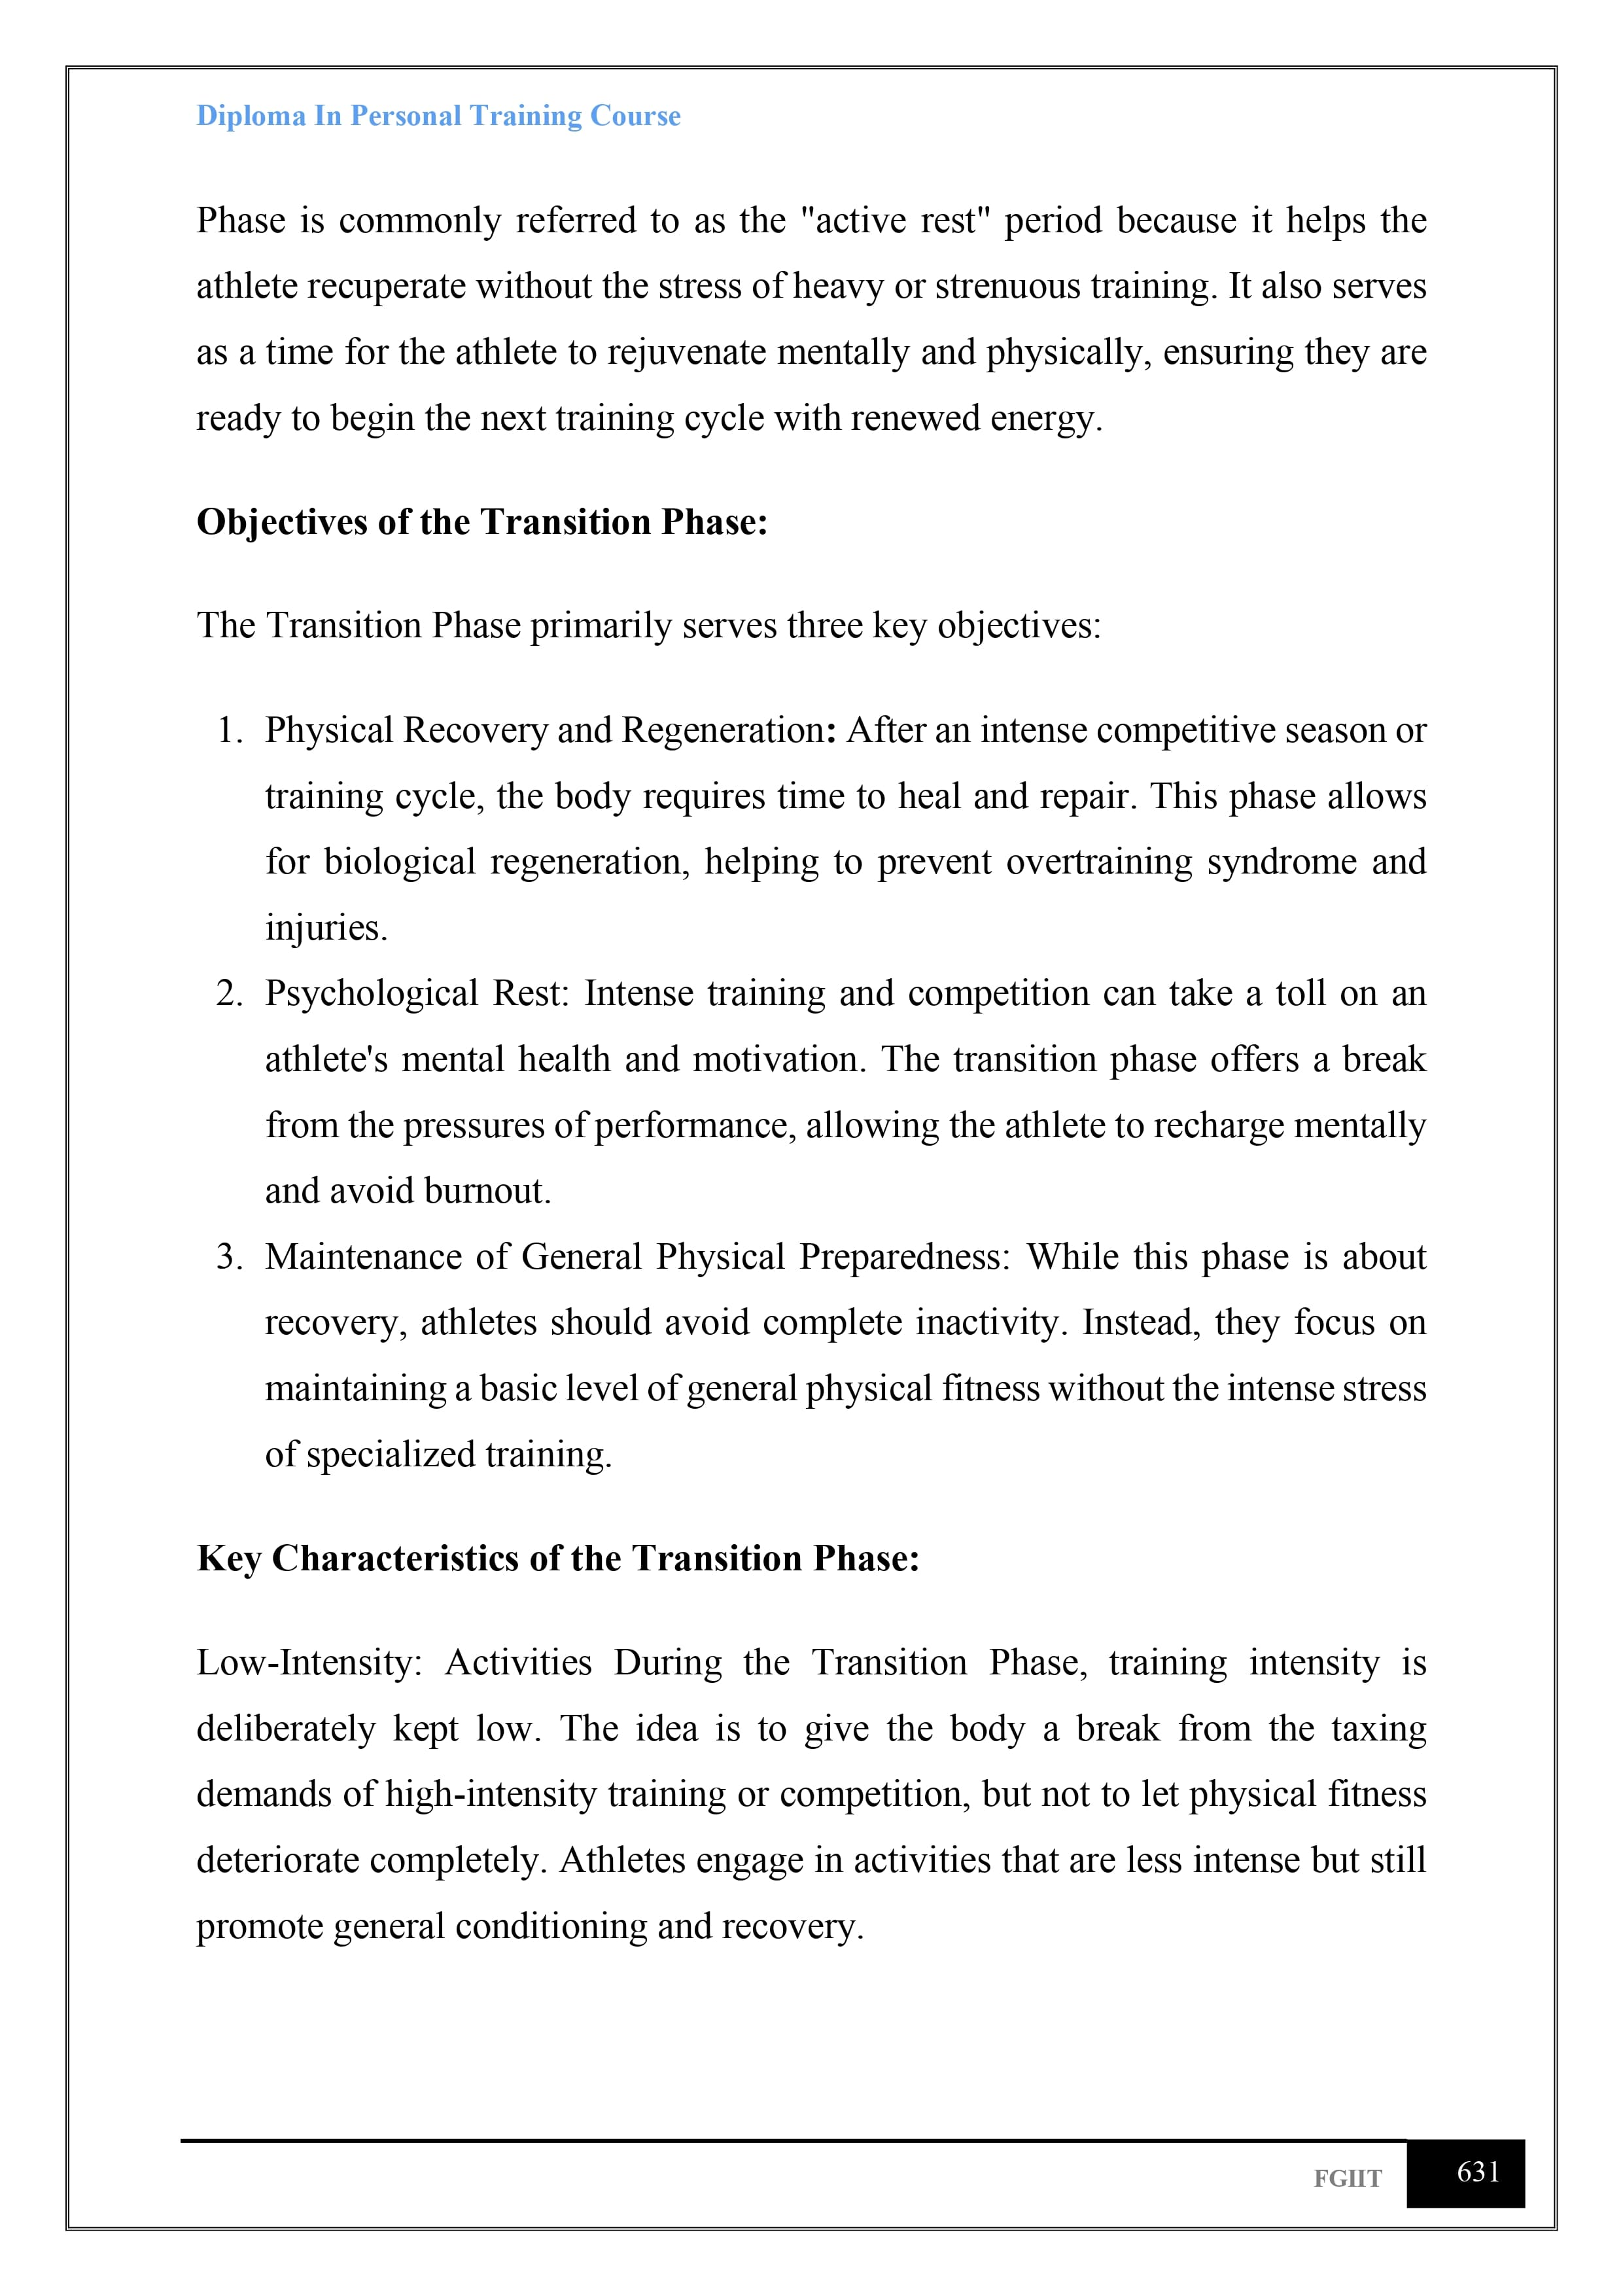 Diploma In Personal Training Course
Phase is commonly referred to as the "active rest" period because it helps the
athlete recuperate without the stress of heavy or strenuous training. It also serves
as a time for the athlete to rejuvenate mentally and physically, ensuring they are
ready to begin the next training cycle with renewed energy.
Objectives of the Transition Phase:
The Transition Phase primarily serves three key objectives:
1. Physical Recovery and Regeneration: After an intense competitive season or
training cycle, the body requires time to heal and repair. This phase allows
for biological regeneration, helping to prevent overtraining syndrome and
injuries.
2. Psychological Rest: Intense training and competition can take a toll on an
athlete's mental health and motivation. The transition phase offers a break
from the pressures of performance, allowing the athlete to recharge mentally
and avoid burnout.
3. Maintenance of General Physical Preparedness: While this phase is about
recovery, athletes should avoid complete inactivity. Instead, they focus on
maintaining a basic level of general physical fitness without the intense stress
of specialized training.
Key Characteristics of the Transition Phase:
Low-Intensity: Activities During the Transition Phase, training intensity is
deliberately kept low. The idea is to give the body a break from the taxing
demands of high-intensity training or competition, but not to let physical fitness
deteriorate completely. Athletes engage in activities that are less intense but still
promote general conditioning and recovery.
FGIIT 631